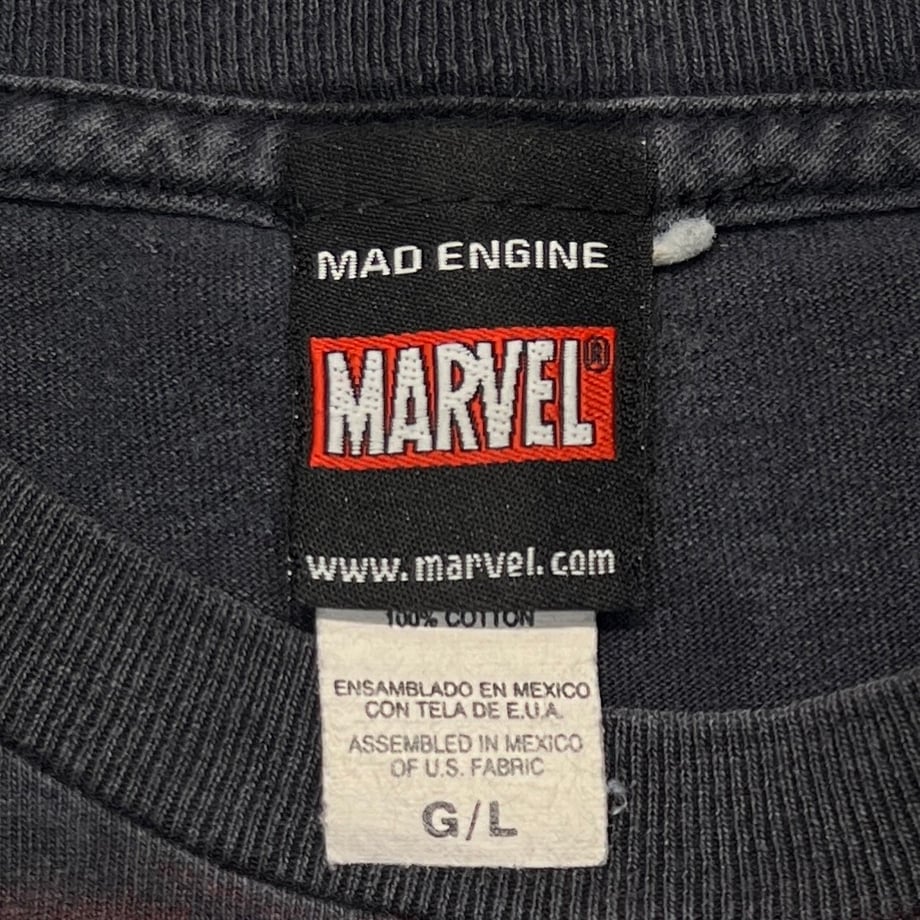 MAD ENGINE
MARVEL®
www.marvel.com
100% COTTON
ENSAMBLADO EN MEXICO
CON TELA DE E.U.A.
ASSEMBLED IN MEXICO
OF U.S. FABRIC
G/L